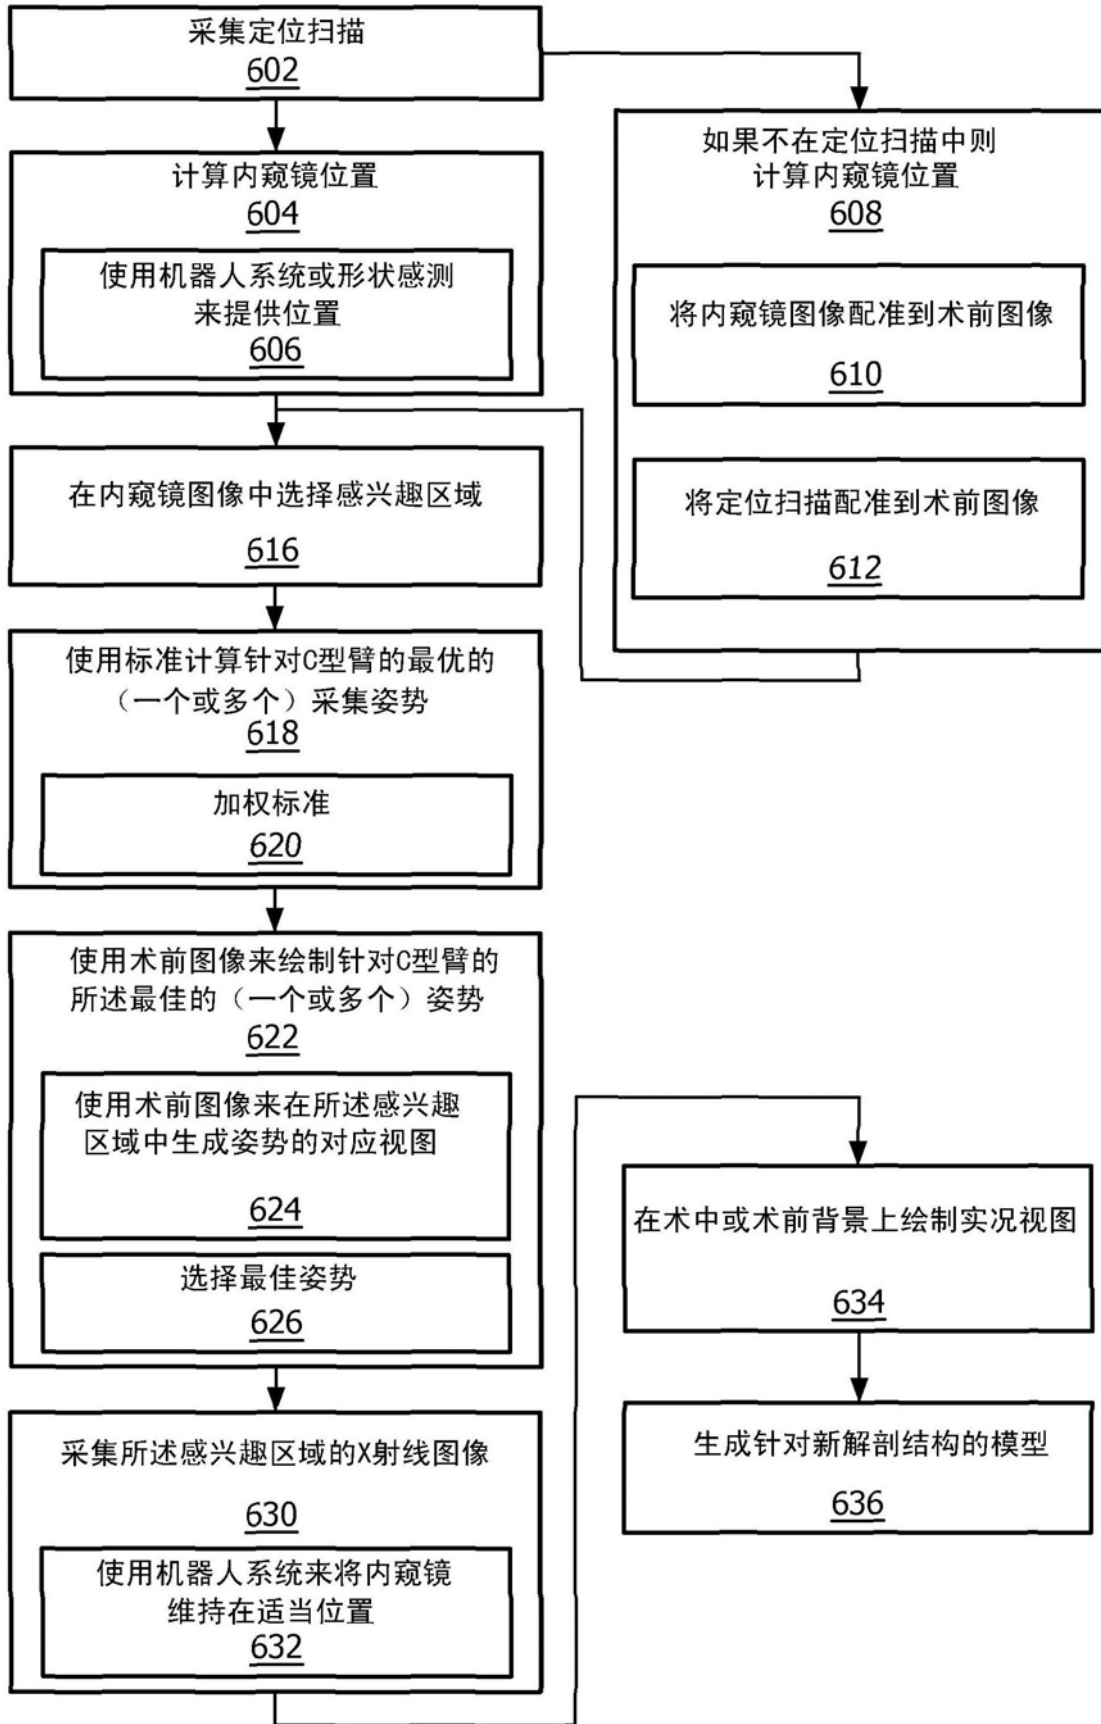 采集定位扫描
602
计算内窥镜位置
604
使用机器人系统或形状感测
来提供位置
606
如果不在定位扫描中则
计算内窥镜位置
608
将内窥镜图像配准到术前图像
610
将定位扫描配准到术前图像
612
在内窥镜图像中选择感兴趣区域
616
使用标准计算针对C型臂的最优的
（一个或多个）采集姿势
618
加权标准
620
使用术前图像来绘制针对C型臂的
所述最佳的（一个或多个）姿势
622
使用术前图像来在所述感兴趣
区域中生成姿势的对应视图
624
选择最佳姿势
626
采集所述感兴趣区域的X射线图像
630
使用机器人系统来将内窥镜
维持在适当位置
632
在术中或术前背景上绘制实况视图
634
生成针对新解剖结构的模型
636